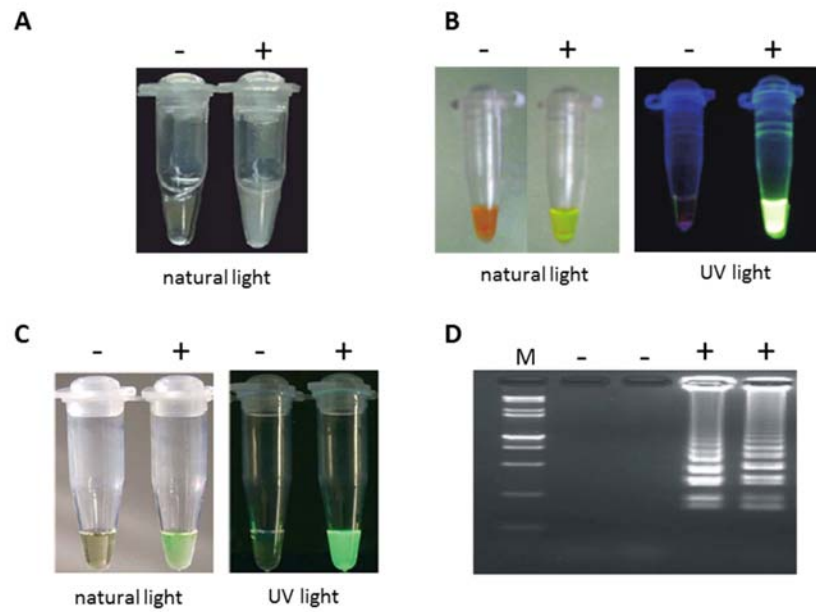 A
- +
natural light
B
- + - +
natural light UV light
C
- + - +
natural light UV light
D
M - - + +